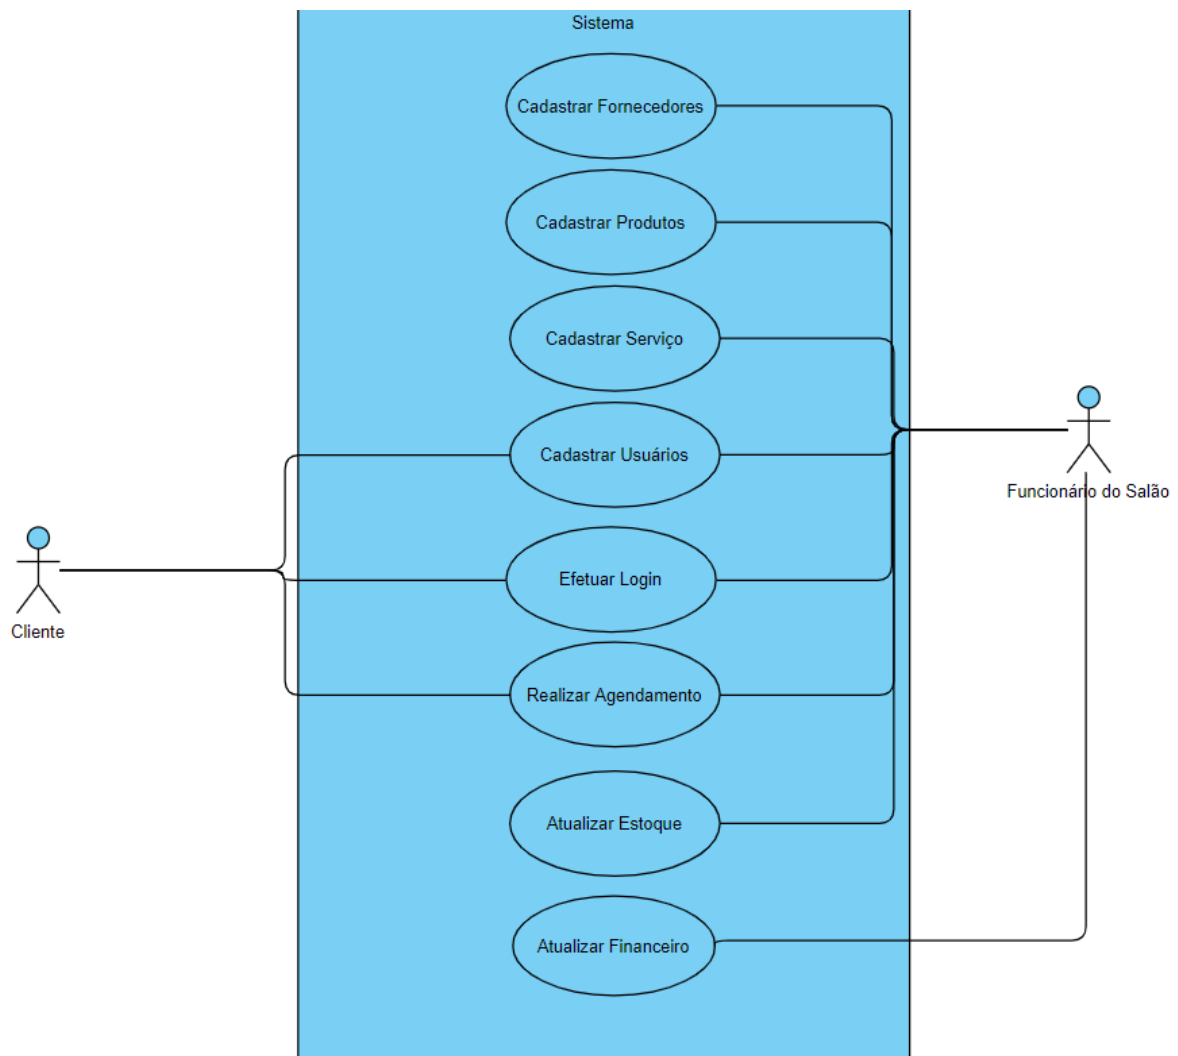 Sistema
Cadastrar Fornecedores
Cadastrar Produtos
Cadastrar Serviço
Cadastrar Usuários
Funcionário do Salão
Efetuar Login
Cliente
Realizar Agendamento
Atualizar Estoque
Atualizar Financeiro